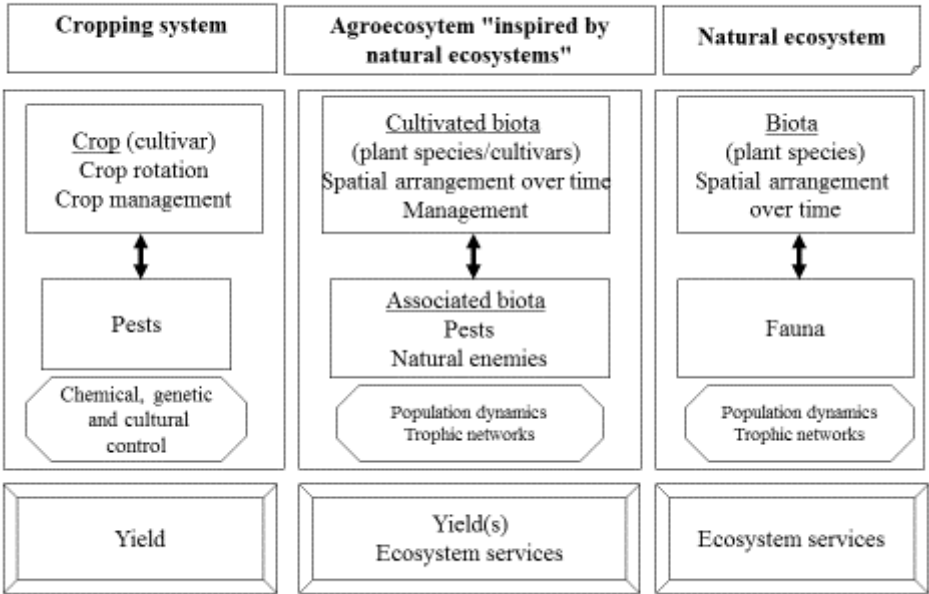 Cropping system
Agroecosytem "inspired by
natural ecosystems"
Natural ecosystem
Crop (cultivar)
Crop rotation
Crop management
Cultivated biota
(plant species/cultivars)
Spatial arrangement over time
Management
Biota
(plant species)
Spatial arrangement
over time
Pests
Associated biota
Pests
Natural enemies
Fauna
Chemical, genetic
and cultural
control
Population dynamics
Trophic networks
Population dynamics
Trophic networks
Yield
Yield(s)
Ecosystem services
Ecosystem services